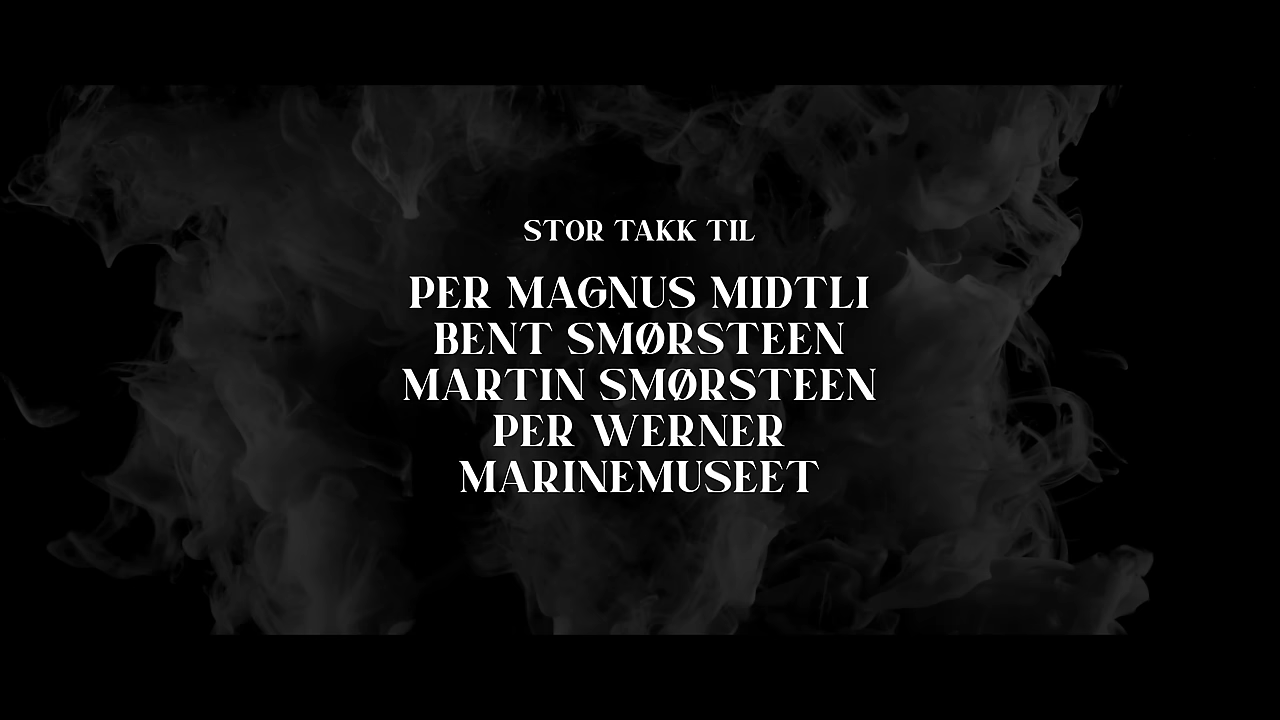 STOR TAKK TIL
PER MAGNUS MIDTLI
BENT SMØRSTEEN
MARTIN SMØRSTEEN
PER WERNER
MARINEMUSEET